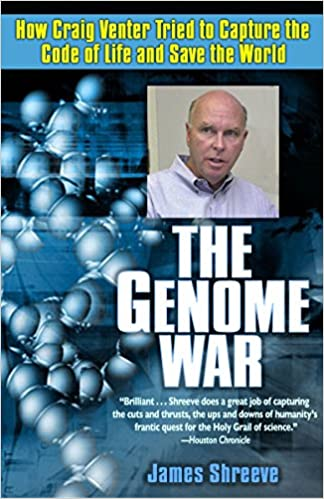 How Craig Venter Tried to Capture the
Code of Life and Save the World
THE
GENOME
WAR
"Brilliant . . . Shreeve does a great job of capturing
the cuts and thrusts, the ups and downs of humanity's
frantic quest for the Holy Grail of science."
—Houston Chronicle
James Shreeve